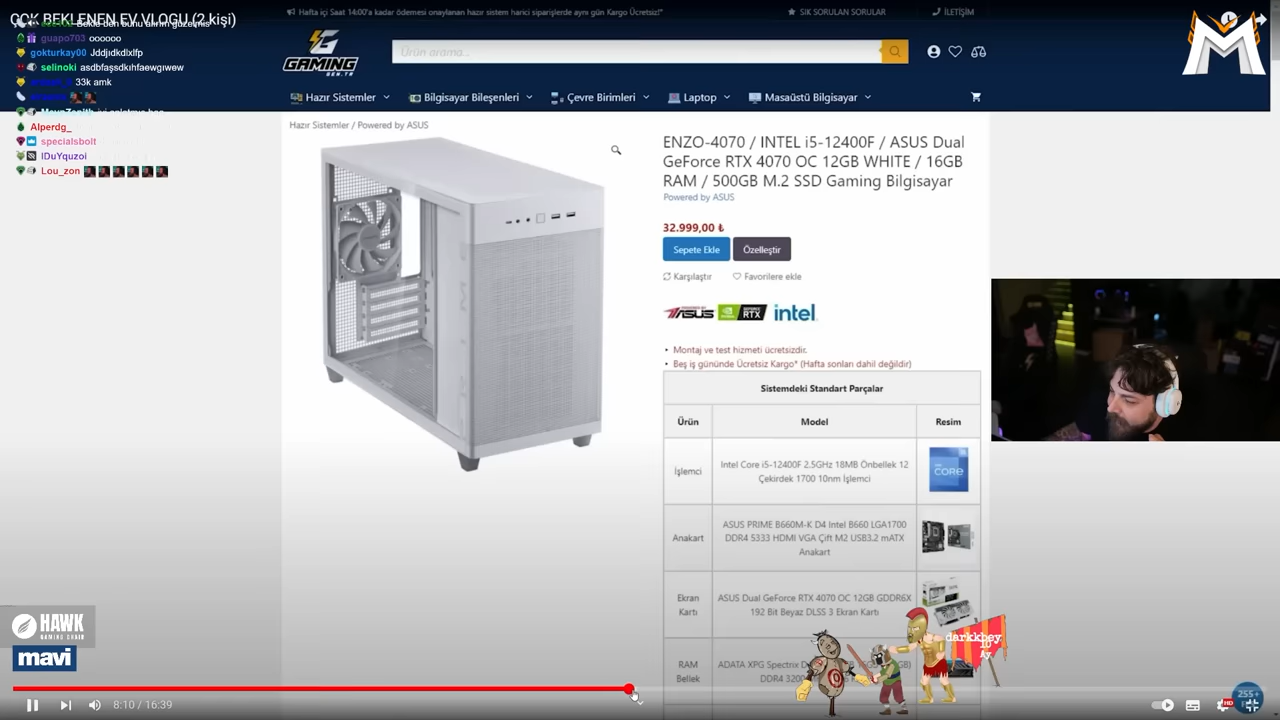 ÇOK BEKLENEN EV VLOGU (2.kişi)
Hafta içi Saat 14:00'a kadar ödemesi onaylanan hazır sistem harici siparişlerde aynı gün Kargo Ücretsiz!*
SIK SORULAN SORULAR
İLETİŞİM
guapo703 oooooo
gokturkay00 Jddjıdkdlxlfp
selinoki asdbfaşsdkıhfaewgıwew
33k amk
Alperdg_
specialsbolt
IDuYquzoi
Lou_zon
GAMING
GEN.TR
Ürün arama...
Hazır Sistemler
Bilgisayar Bileşenleri
Çevre Birimleri
Laptop
Masaüstü Bilgisayar
Hazır Sistemler / Powered by ASUS
ENZO-4070 / INTEL i5-12400F / ASUS Dual
GeForce RTX 4070 OC 12GB WHITE / 16GB
RAM / 500GB M.2 SSD Gaming Bilgisayar
Powered by ASUS
32.999,00 ₺
Sepete Ekle
Özelleştir
Karşılaştır
Favorilere ekle
ASUS
RTX
intel
• Montaj ve test hizmeti ücretsizdir.
• Beş iş gününde Ücretsiz Kargo* (Hafta sonları dahil değildir)
Sistemdeki Standart Parçalar
Ürün
Model
Resim
İşlemci
Intel Core i5-12400F 2.5GHz 18MB Önbellek 12
Çekirdek 1700 10nm İşlemci
CORE
Anakart
ASUS PRIME B660M-K D4 Intel B660 LGA1700
DDR4 5333 HDMI VGA Çift M2 USB3.2 mATX
Anakart
Ekran
Kartı
ASUS Dual GeForce RTX 4070 OC 12GB GDDR6X
192 Bit Beyaz DLSS 3 Ekran Kartı
RAM
Bellek
ADATA XPG Spectrix
DDR4 3200
darkkbey
10
Ay
HAWK
GAMING CHAIR
mavi
8:10 / 16:39
HD
255+